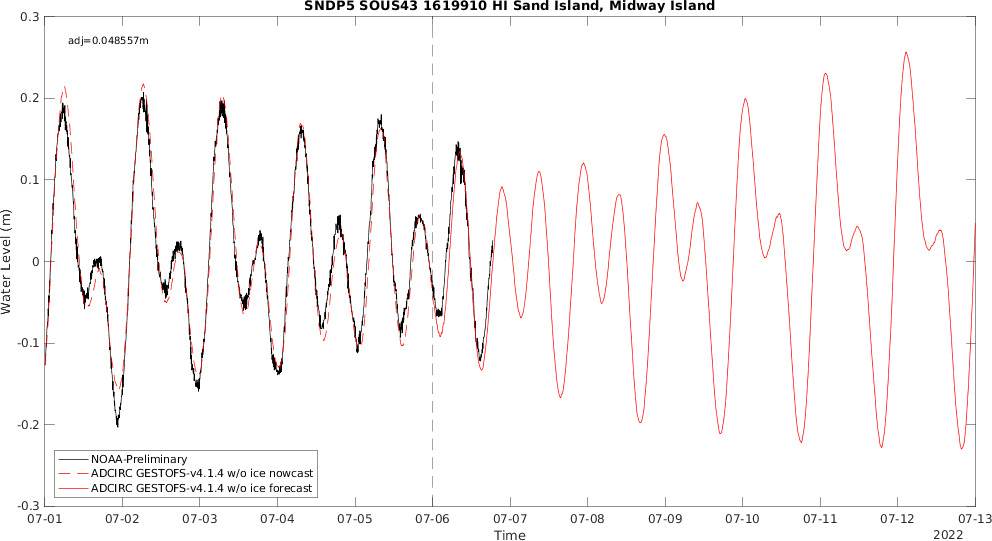 SNDP5 SOUS43 1619910 HI Sand Island, Midway Island
adj=0.048557m
0.3
0.2
0.1
0
-0.1
-0.2
-0.3
Water Level (m)
NOAA-Preliminary
ADCIRC GESTOFS-v4.1.4 w/o ice nowcast
ADCIRC GESTOFS-v4.1.4 w/o ice forecast
07-01 07-02 07-03 07-04 07-05 07-06 07-07 07-08 07-09 07-10 07-11 07-12 07-13
Time
2022